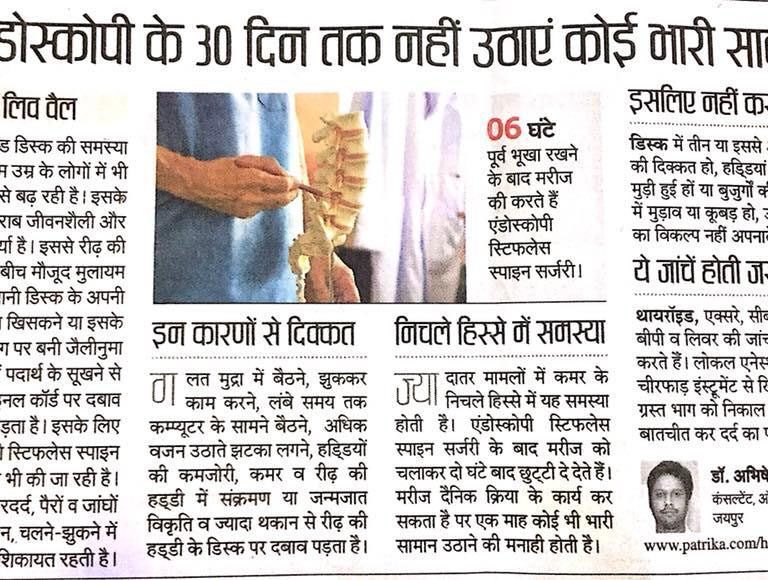 डोस्कोपी के 30 दिन तक नहीं उठाएं कोई भारी
लिव वैल
डिस्क की समस्या
उम्र के लोगों में भी
से बढ़ रही है। इसके
जीवनशैली और
है। इससे रीढ़ की
बीच मौजूद मुलायम
डिस्क के अपनी
खिसकने या इसके
पर बनी जैलीनुमा
पदार्थ के सूखने से
कॉर्ड पर दबाव
है। इसके लिए
स्टिफलेस स्पाइन
भी की जा रही है।
पैरों व जांघों
चलने-झुकने में
शिकायत रहती है।
06 घंटे
पूर्व भूखा रखने
के बाद मरीज
की करते हैं
एंडोस्कोपी
स्टिफलेस
स्पाइन सर्जरी।
इन कारणों से दिक्कत
गलत मुद्रा में बैठने, झुककर
काम करने, लंबे समय तक
कम्प्यूटर के सामने बैठने, अधिक
वजन उठाते झटका लगने, हड्डियों
की कमजोरी, कमर व रीढ़ की
हड्डी में संक्रमण या जन्मजात
विकृति व ज्यादा थकान से रीढ़ की
हड्डी के डिस्क पर दबाव पड़ता है।
निचले हिस्से में समस्या
ज्यादातर मामलों में कमर के
निचले हिस्से में यह समस्या
होती है। एंडोस्कोपी स्टिफलेस
स्पाइन सर्जरी के बाद मरीज को
चलाकर दो घंटे बाद छुट्टी दे देते हैं।
मरीज दैनिक क्रिया के कार्य कर
सकता है पर एक माह कोई भी भारी
सामान उठाने की मनाही होती है।
इसलिए नहीं
डिस्क में तीन या इससे
की दिक्कत हो, हड्डियां
मुड़ी हुई हों या बुजुर्गों की
में मुड़ाव या कूबड़ हो,
का विकल्प नहीं
ये जांचें होती
थायरॉइड, एक्सरे,
बीपी व लिवर की जांच
करते हैं। लोकल
चीरफाड़ इंस्ट्रूमेंट से
ग्रस्त भाग को निकाल
बातचीत कर दर्द का
डॉ.
कंसल्टेंट,
जयपुर
www.patrika.com/h